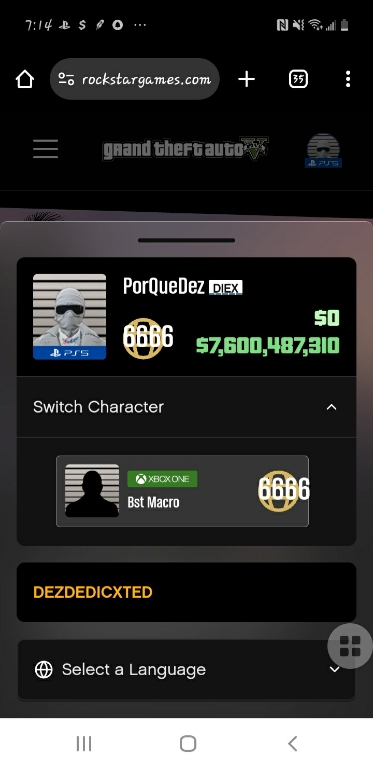 7:14
rockstargames.com
35
grand theft auto V
PS5
PorQueDez DIEX
6666
$0
$7,600,487,310
PS5
Switch Character
XBOX ONE
Bst Macro
6666
DEZDEDICXTED
Select a Language